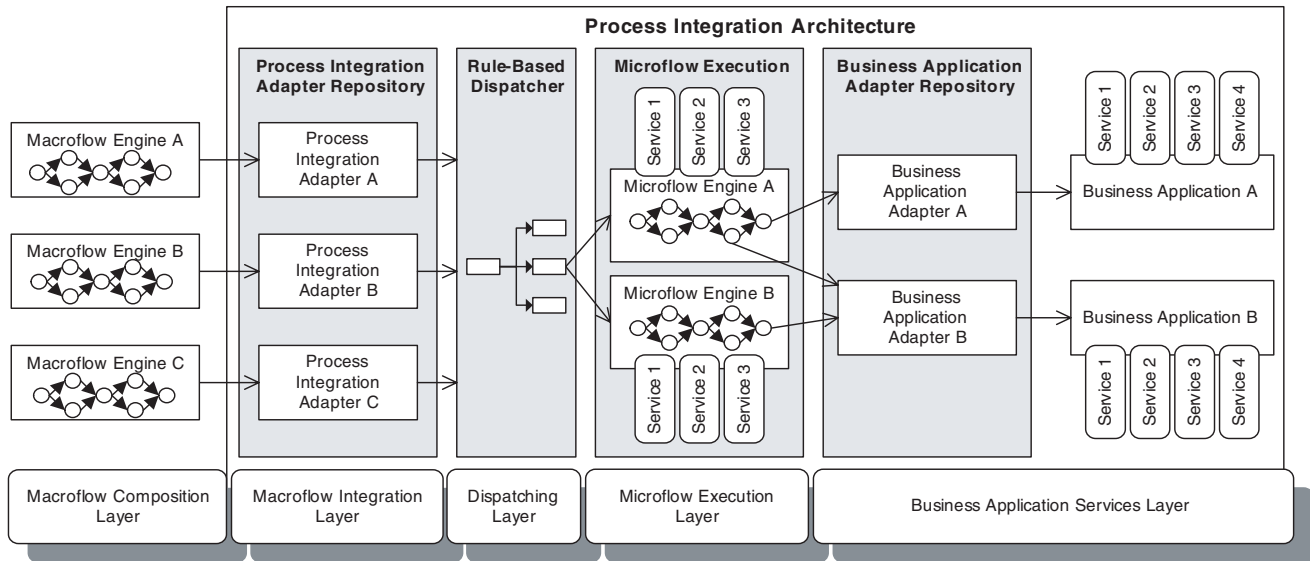 Process Integration Architecture
Process Integration
Adapter Repository
Rule-Based
Dispatcher
Microflow Execution
Business Application
Adapter Repository
Macroflow Engine A
Macroflow Engine B
Macroflow Engine C
Process
Integration
Adapter A
Process
Integration
Adapter B
Process
Integration
Adapter C
Service 1
Service 2
Service 3
Microflow Engine A
Microflow Engine B
Service 1
Service 2
Service 3
Business
Application
Adapter A
Business
Application
Adapter B
Service 1
Service 2
Service 3
Service 4
Business Application A
Business Application B
Service 1
Service 2
Service 3
Service 4
Macroflow Composition
Layer
Macroflow Integration
Layer
Dispatching
Layer
Microflow Execution
Layer
Business Application Services Layer